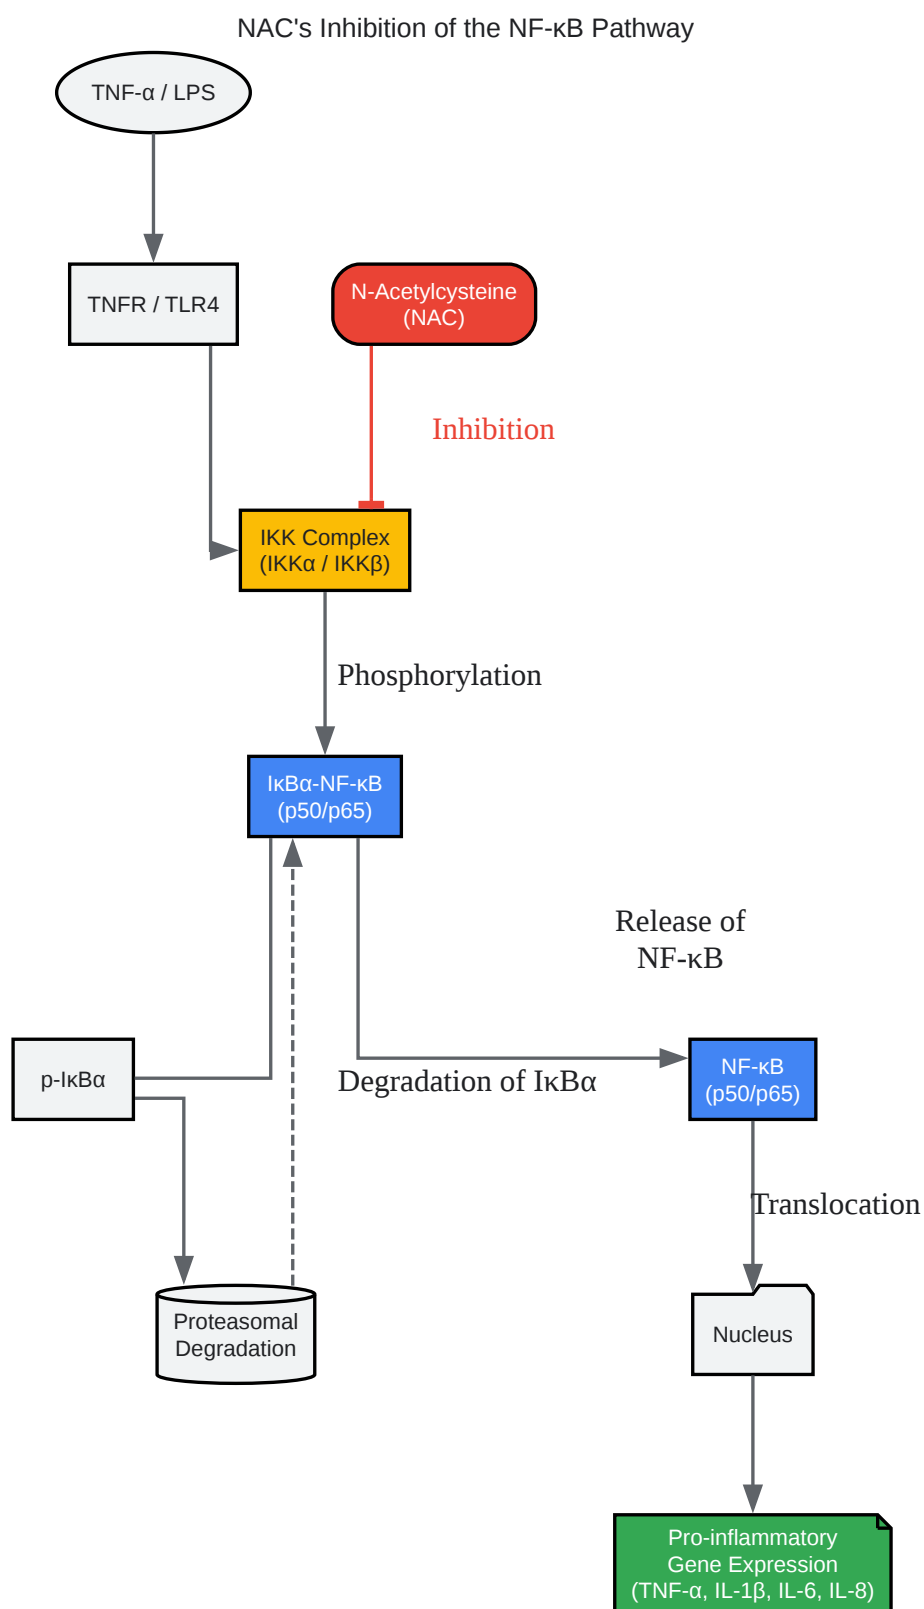 NAC's Inhibition of the NF-κB Pathway
TNF-α / LPS
TNFR / TLR4
N-Acetylcysteine
(NAC)
Inhibition
IKK Complex
(IKKα / IKKβ)
Phosphorylation
IκBα-NF-κB
(p50/p65)
Release of
NF-κB
p-IκBα
Degradation of IκBα
NF-κB
(p50/p65)
Translocation
Proteasomal
Degradation
Nucleus
Pro-inflammatory
Gene Expression
(TNF-α, IL-1β, IL-6, IL-8)